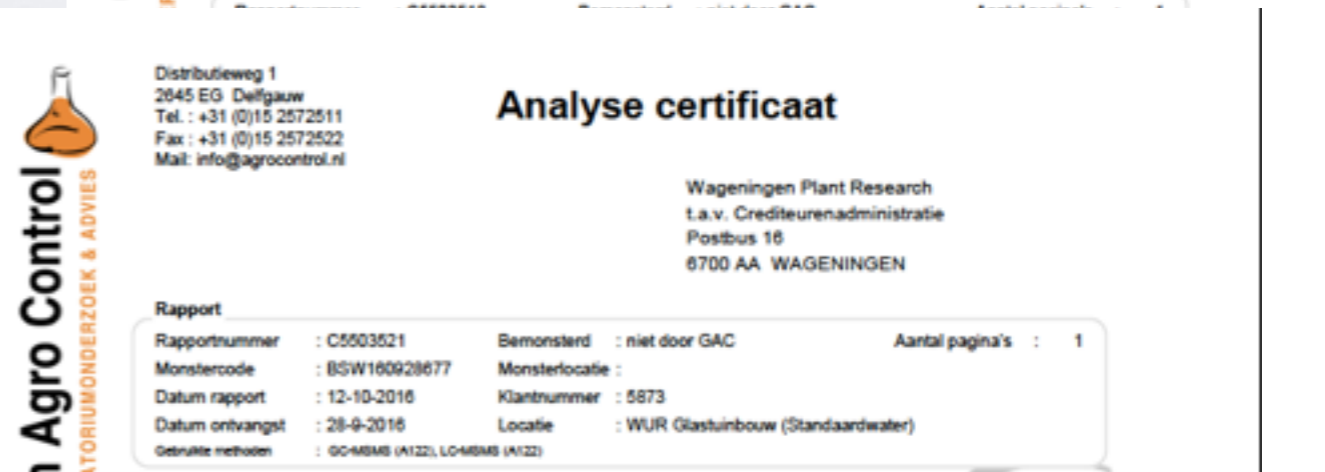 Distributieweg 1
2645 EG Delfgauw
Tel. : +31 (0)15 2572511
Fax : +31 (0)15 2572522
Mail: info@agrocontrol.nl
Analyse certificaat
Wageningen Plant Research
t.a.v. Crediteurenadministratie
Postbus 16
6700 AA WAGENINGEN
Agro Control
ONDERZOEK & ADVIES
Rapport
Rapportnummer : C5503521 Bemonsterd : niet door GAC Aantal pagina's : 1
Monstercode : BSW160928677 Monsterlocatie :
Datum rapport : 12-10-2016 Klantnummer : 5873
Datum ontvangst : 28-9-2016 Locatie : WUR Glastuinbouw (Standaardwater)
Gebruikte methoden : GC-MSMS (A122), LC-MSMS (A122)